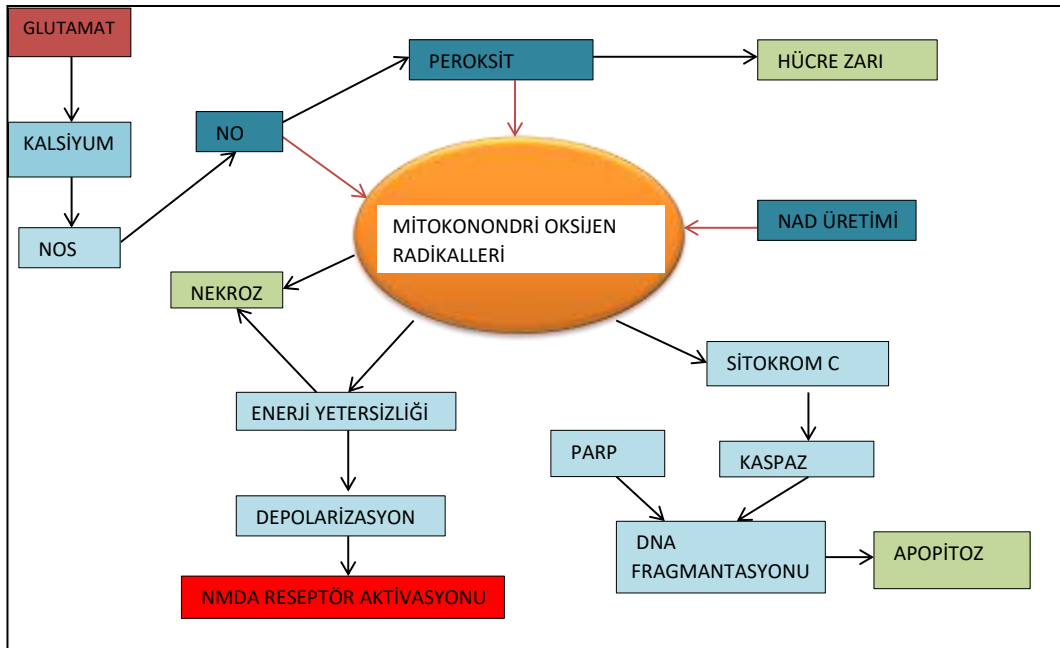 GLUTAMAT
PEROKSİT
HÜCRE ZARI
KALSİYUM
NO
NOS
MİTOKONONDRİ OKSİJEN
RADİKALLERİ
NAD ÜRETİMİ
NEKROZ
SİTOKROM C
ENERJİ YETERSİZLİĞİ
PARP
KASPAZ
DEPOLARİZASYON
DNA
FRAGMANTASYONU
APOPİTOZ
NMDA RESEPTÖR AKTİVASYONU